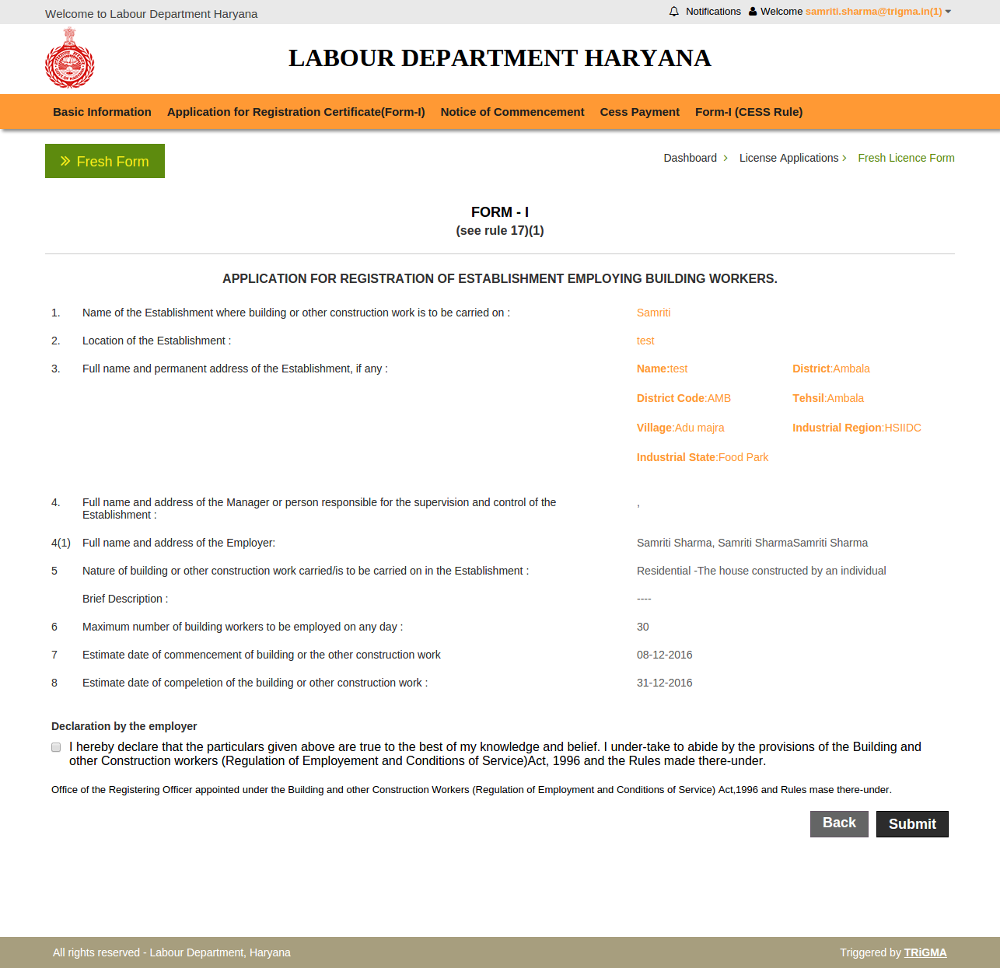 Welcome to Labour Department Haryana
Notifications Welcome samriti.sharma@trigma.in(1)
LABOUR DEPARTMENT HARYANA
Basic Information Application for Registration Certificate(Form-I) Notice of Commencement Cess Payment Form-I (CESS Rule)
Fresh Form
Dashboard License Applications Fresh Licence Form
FORM - I
(see rule 17)(1)
APPLICATION FOR REGISTRATION OF ESTABLISHMENT EMPLOYING BUILDING WORKERS.
1. Name of the Establishment where building or other construction work is to be carried on : Samriti
2. Location of the Establishment : test
3. Full name and permanent address of the Establishment, if any : Name:test District:Ambala
District Code:AMB Tehsil:Ambala
Village:Adu majra Industrial Region:HSIIDC
Industrial State:Food Park
4. Full name and address of the Manager or person responsible for the supervision and control of the ,
Establishment :
4(1) Full name and address of the Employer: Samriti Sharma, Samriti SharmaSamriti Sharma
5 Nature of building or other construction work carried/is to be carried on in the Establishment : Residential -The house constructed by an individual
Brief Description : ----
6 Maximum number of building workers to be employed on any day : 30
7 Estimate date of commencement of building or the other construction work 08-12-2016
8 Estimate date of compeletion of the building or other construction work : 31-12-2016
Declaration by the employer
I hereby declare that the particulars given above are true to the best of my knowledge and belief. I under-take to abide by the provisions of the Building and
other Construction workers (Regulation of Employement and Conditions of Service)Act, 1996 and the Rules made there-under.
Office of the Registering Officer appointed under the Building and other Construction Workers (Regulation of Employment and Conditions of Service) Act,1996 and Rules mase there-under.
Back Submit
All rights reserved - Labour Department, Haryana Triggered by TRiGMA